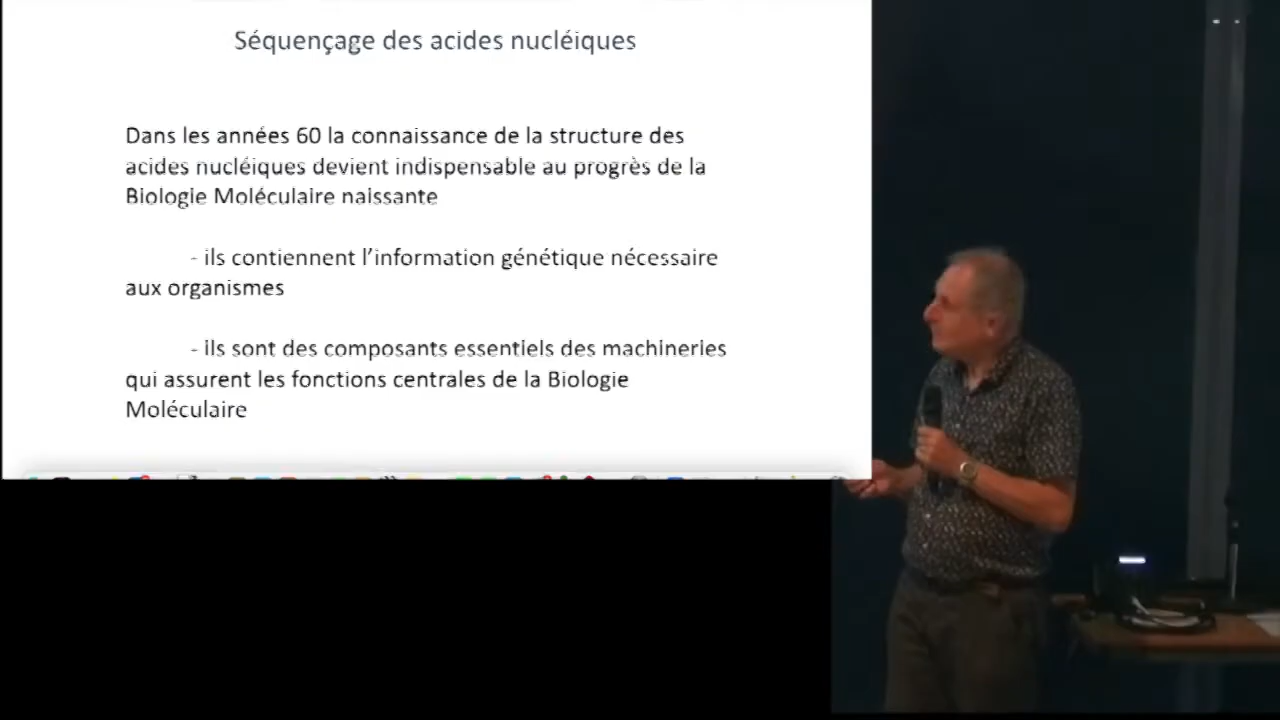 Séquençage des acides nucléiques
Dans les années 60 la connaissance de la structure des
acides nucléiques devient indispensable au progrès de la
Biologie Moléculaire naissante
- ils contiennent l’information génétique nécessaire
aux organismes
- ils sont des composants essentiels des machineries
qui assurent les fonctions centrales de la Biologie
Moléculaire